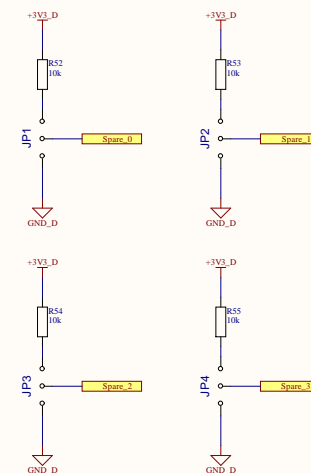 +3V3_D
R52
10k
JP1
Spare_0
GND_D
+3V3_D
R53
10k
JP2
Spare_1
GND_D
+3V3_D
R54
10k
JP3
Spare_2
GND_D
+3V3_D
R55
10k
JP4
Spare_3
GND_D